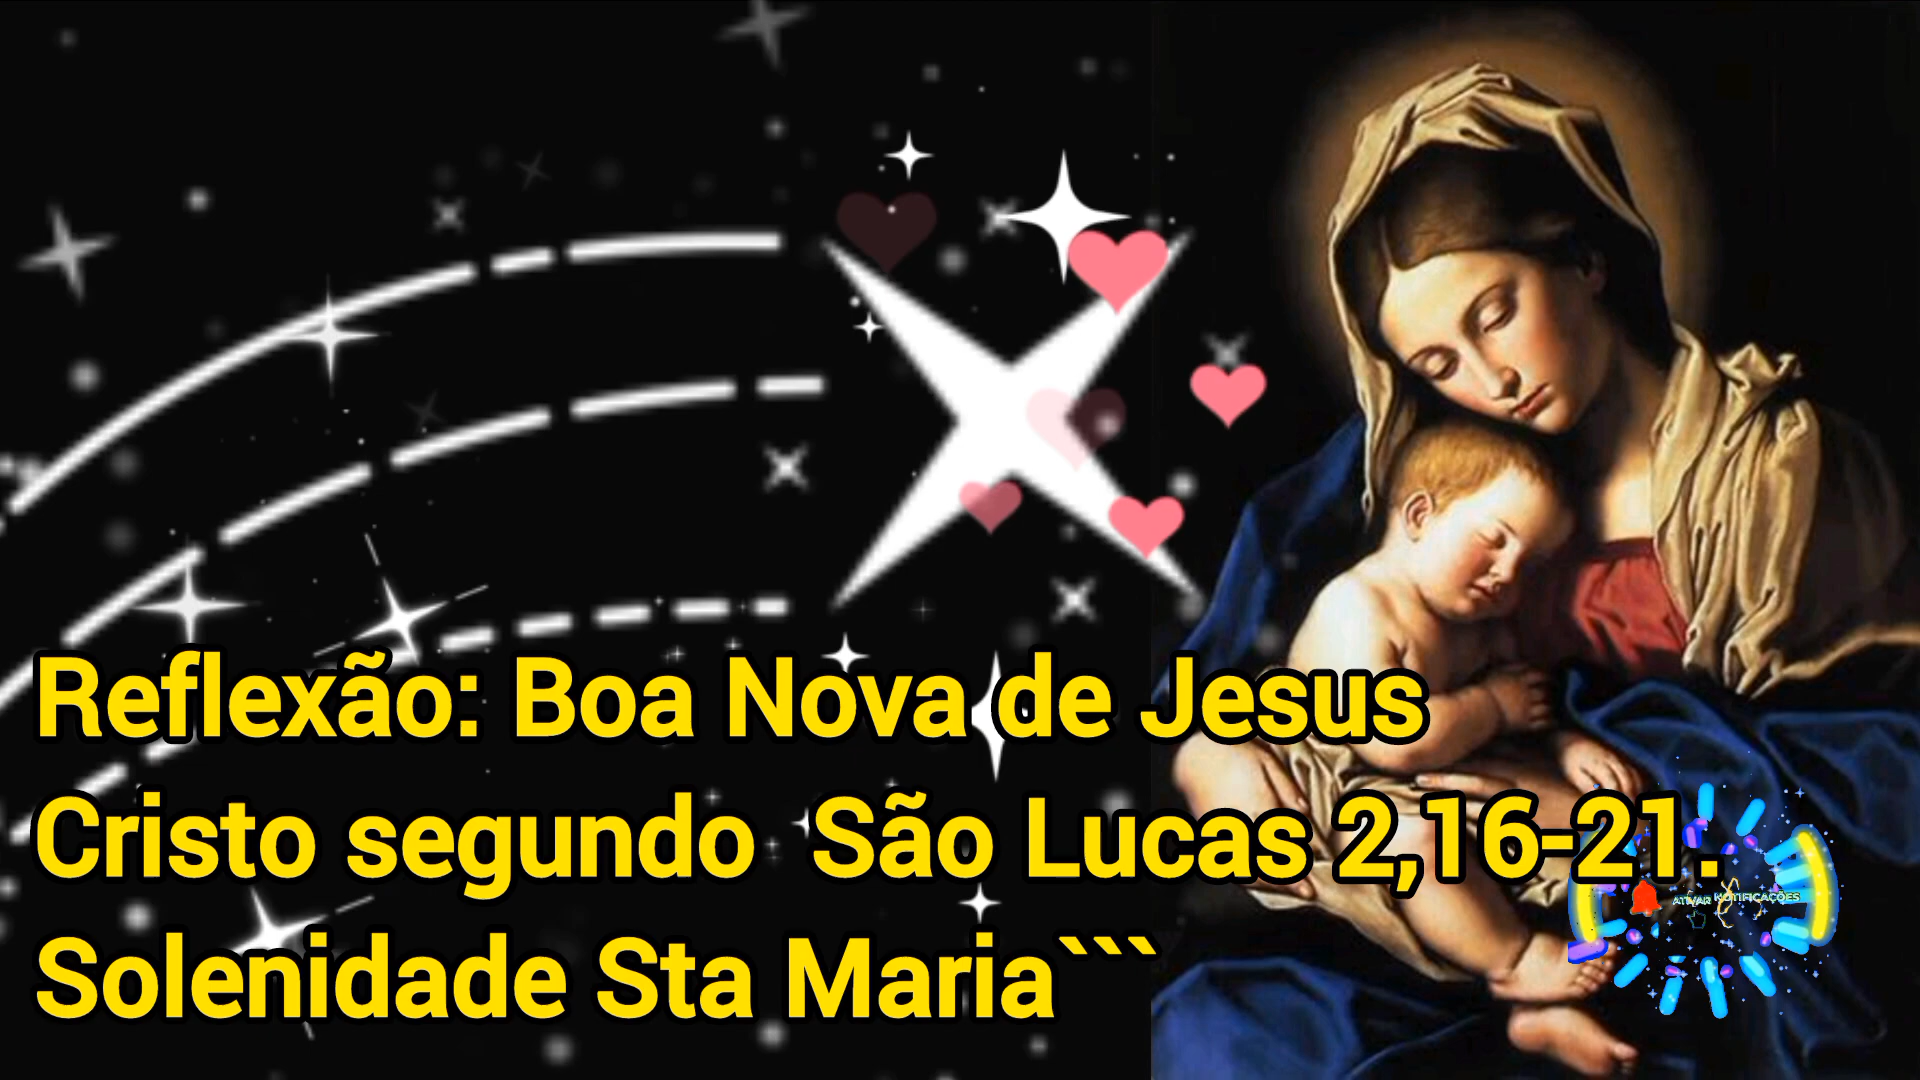 Reflexão: Boa Nova de Jesus
Cristo segundo  São Lucas 2,16-21.
Solenidade Sta Maria```
ATIVAR NOTIFICAÇÕES